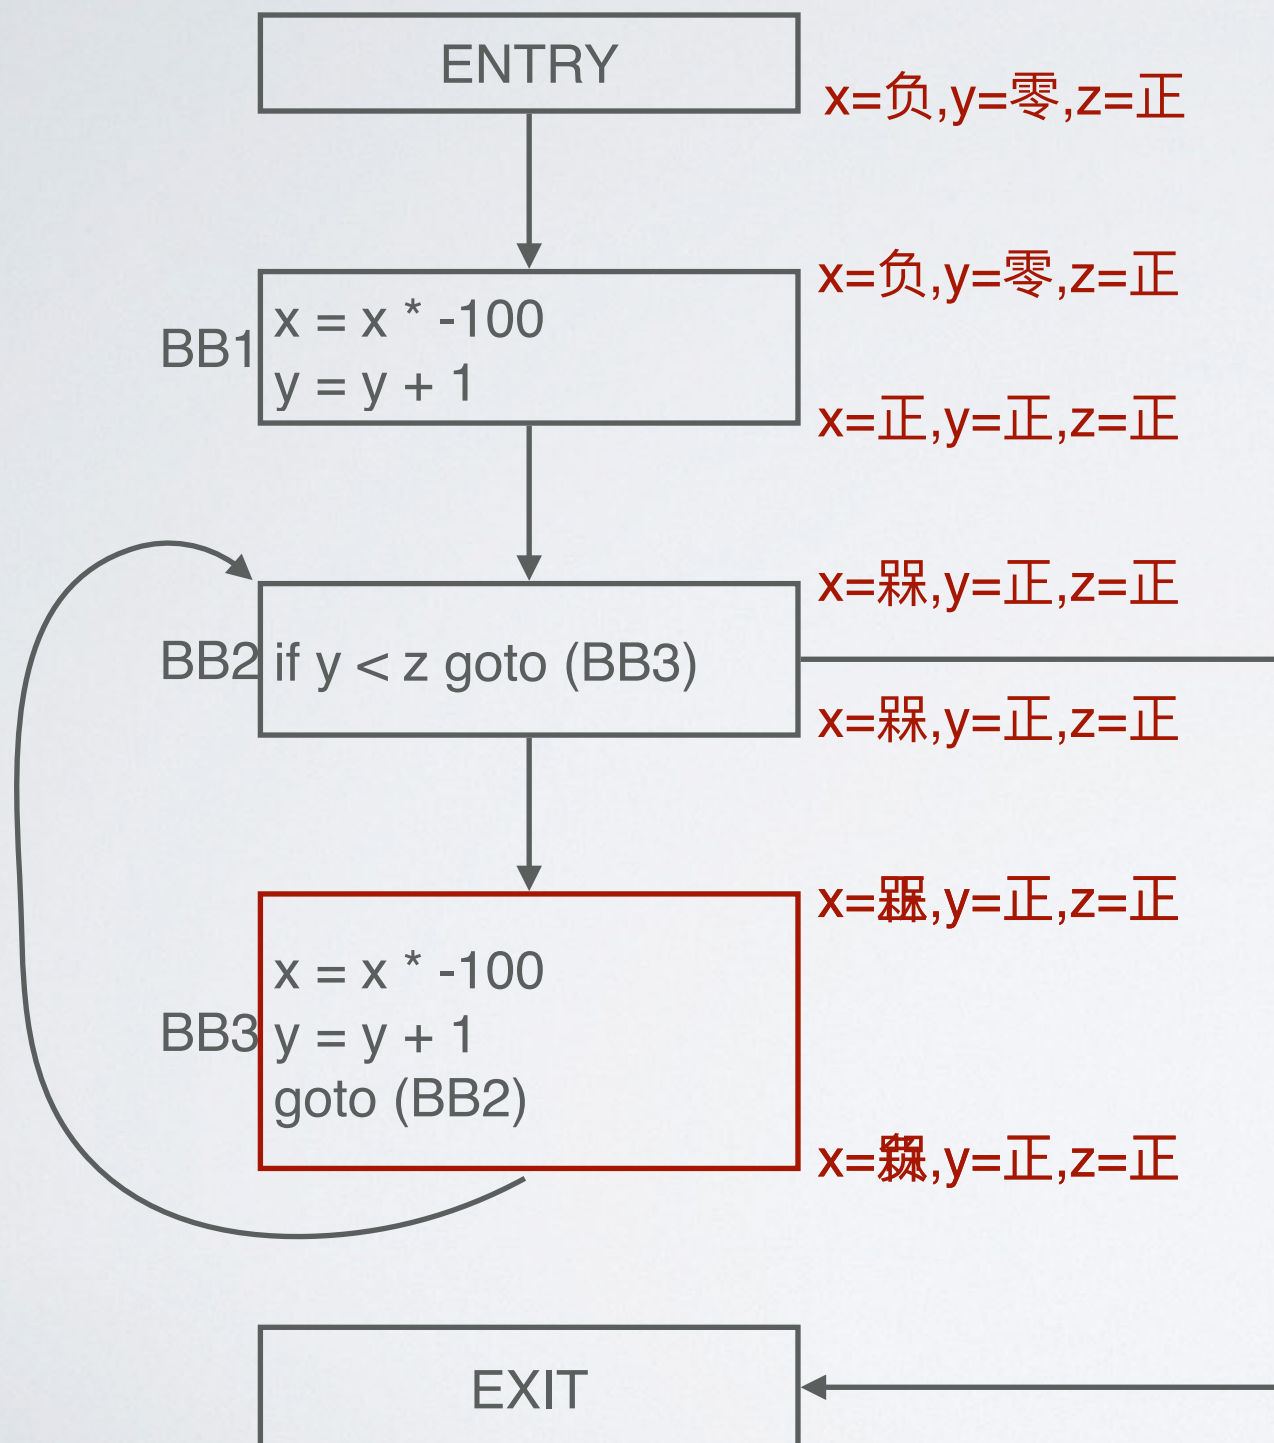 ENTRY
x=负,y=零,z=正
x=负,y=零,z=正
BB1
x = x * -100
y = y + 1
x=正,y=正,z=正
x=槑,y=正,z=正
BB2
if y < z goto (BB3)
x=槑,y=正,z=正
x=,y=正,z=正
x = x * -100
BB3
y = y + 1
goto (BB2)
x=,y=正,z=正
EXIT